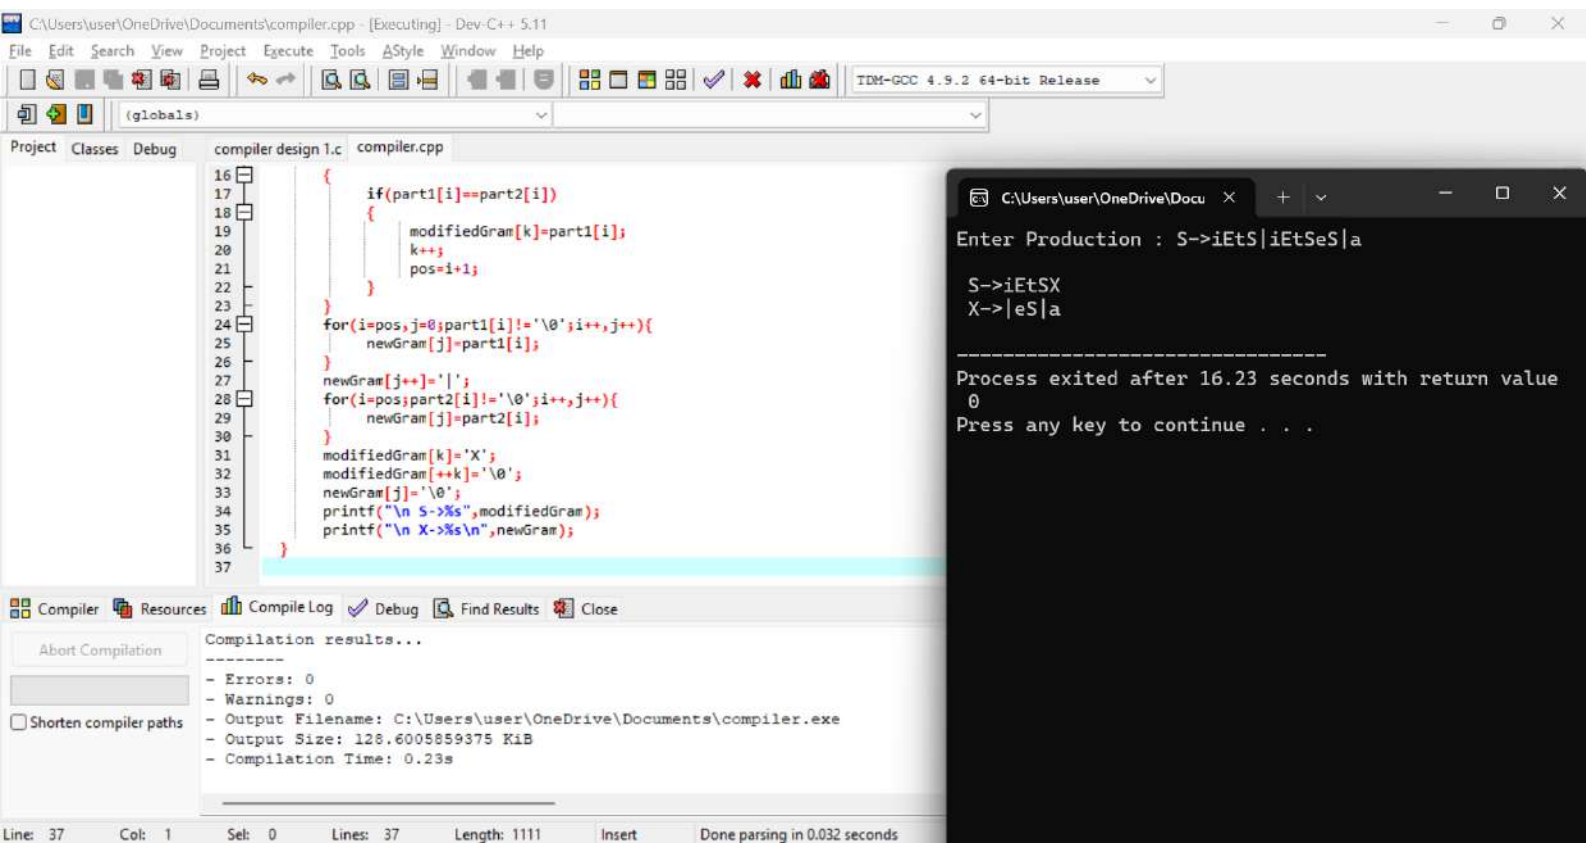 C:\Users\user\OneDrive\Documents\compiler.cpp - [Executing] - Dev-C++ 5.11
File Edit Search View Project Execute Tools AStyle Window Help
TDM-GCC 4.9.2 64-bit Release
(globals)
Project Classes Debug
compiler design 1.c compiler.cpp
16 {
17 if(part1[i]==part2[i])
18 {
19 modifiedGram[k]=part1[i];
20 k++;
21 pos=i+1;
22 }
23 }
24 for(i=pos,j=0;part1[i]!='\0';i++,j++){
25 newGram[j]=part1[i];
26 }
27 newGram[j++]='|';
28 for(i=pos;part2[i]!='\0';i++,j++){
29 newGram[j]=part2[i];
30 }
31 modifiedGram[k]='X';
32 modifiedGram[++k]='\0';
33 newGram[j]='\0';
34 printf("\n S->%s",modifiedGram);
35 printf("\n X->%s\n",newGram);
36 }
37
C:\Users\user\OneDrive\Docu
Enter Production : S->iEtS|iEtSeS|a
S->iEtSX
X->|eS|a
--------------------------------
Process exited after 16.23 seconds with return value
0
Press any key to continue . . .
Compiler Resources Compile Log Debug Find Results Close
Abort Compilation
Shorten compiler paths
Compilation results...
--------
- Errors: 0
- Warnings: 0
- Output Filename: C:\Users\user\OneDrive\Documents\compiler.exe
- Output Size: 128.6005859375 KiB
- Compilation Time: 0.23s
Line: 37 Col: 1 Sel: 0 Lines: 37 Length: 1111 Insert Done parsing in 0.032 seconds